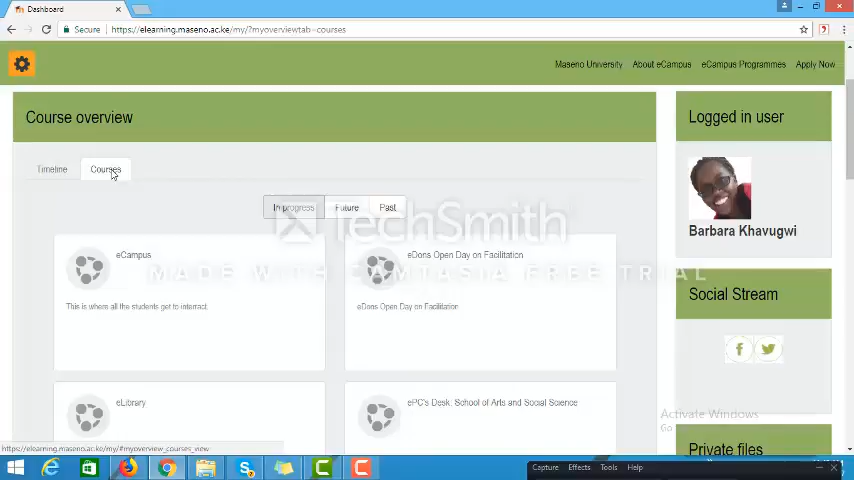 Dashboard
Secure
https://elearning.maseno.ac.ke/my/?myoverviewtab=courses
Maseno University About eCampus eCampus Programmes Apply Now
Course overview
Timeline Courses
In progress Future Past
TechSmith
MADE WITH CAMTASIA FREE TRIAL
eCampus
This is where all the students get to interract.
eDons Open Day on Facilitation
eDons Open Day on Facilitation
eLibrary
ePC's Desk: School of Arts and Social Science
Logged in user
Barbara Khavugwi
Social Stream
Activate Windows
Private files
https://elearning.maseno.ac.ke/my/#myoverview_courses_view
Capture Effects Tools Help